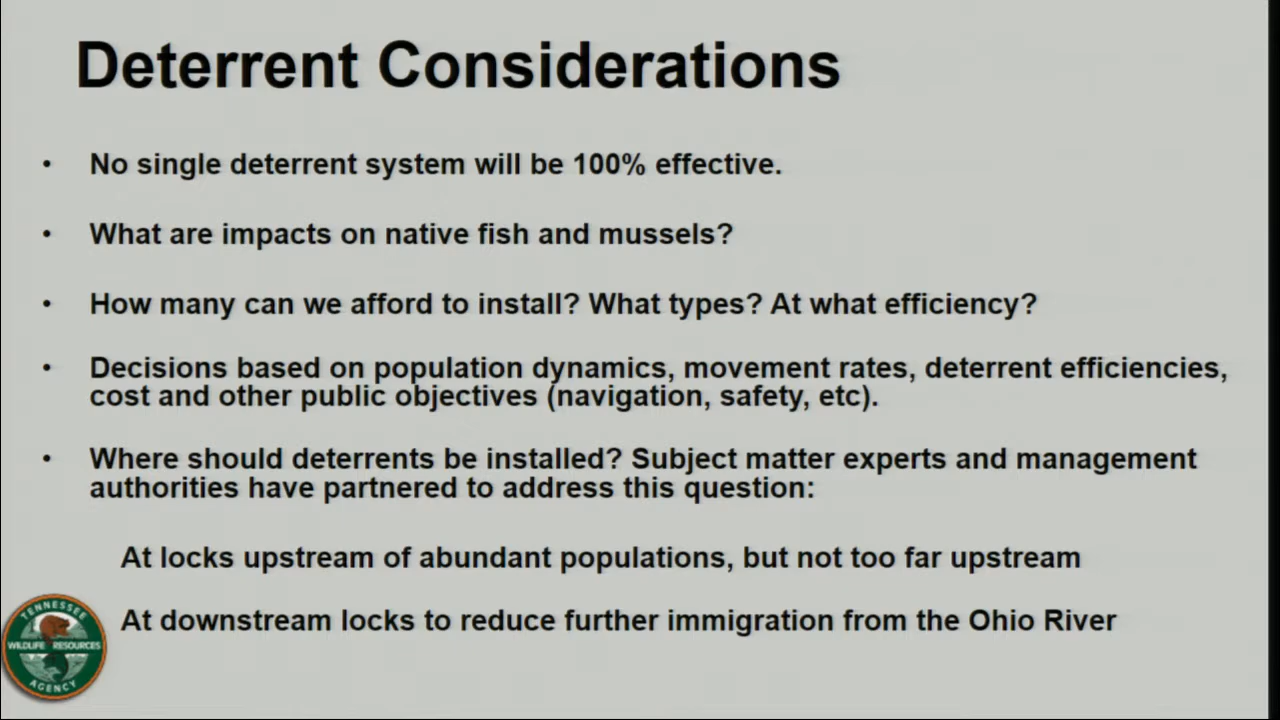 Deterrent Considerations
• No single deterrent system will be 100% effective.
• What are impacts on native fish and mussels?
• How many can we afford to install? What types? At what efficiency?
• Decisions based on population dynamics, movement rates, deterrent efficiencies,
cost and other public objectives (navigation, safety, etc).
• Where should deterrents be installed? Subject matter experts and management
authorities have partnered to address this question:
At locks upstream of abundant populations, but not too far upstream
At downstream locks to reduce further immigration from the Ohio River
TENNESSEE
WILDLIFE RESOURCES
AGENCY